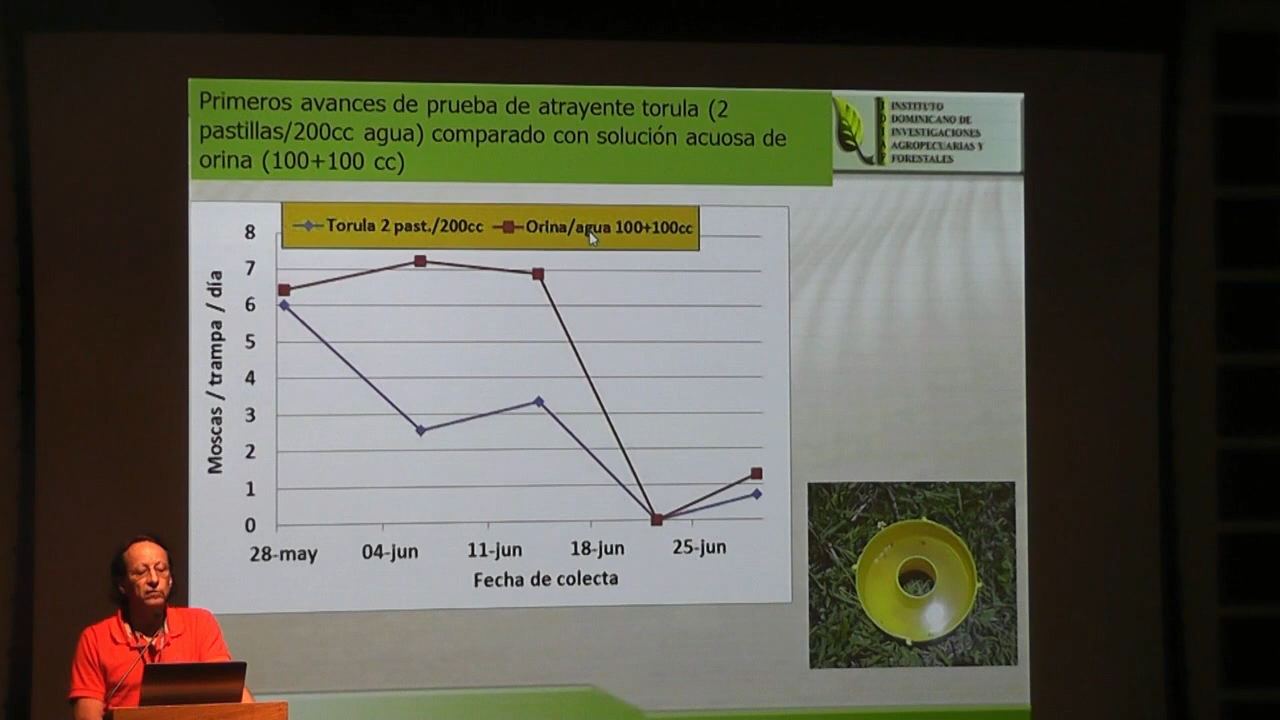 Primeros avances de prueba de atrayente torula (2
pastillas/200cc agua) comparado con solución acuosa de
orina (100+100 cc)
INSTITUTO
DOMINICANO DE
INVESTIGACIONES
AGROPECUARIAS Y
FORESTALES
Torula 2 past./200cc
Orina/agua 100+100cc
Moscas / trampa / día
8
7
6
5
4
3
2
1
0
28-may
04-jun
11-jun
18-jun
25-jun
Fecha de colecta